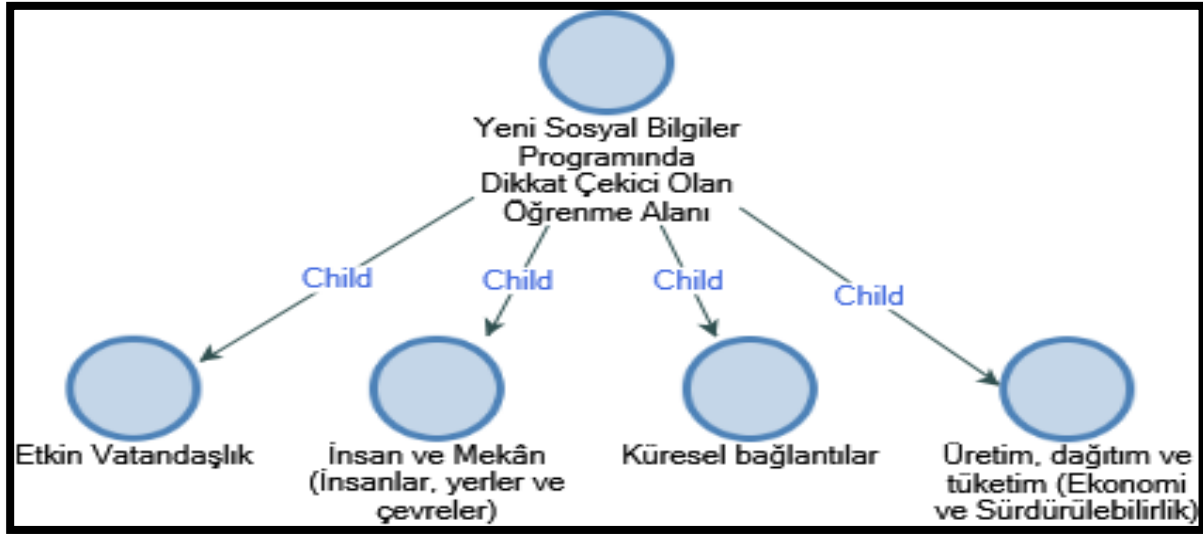 Yeni Sosyal Bilgiler
Programında
Dikkat Çekici Olan
Öğrenme Alanı
Child
Child
Child
Child
Etkin Vatandaşlık
İnsan ve Mekân
(İnsanlar, yerler ve
çevreler)
Küresel bağlantılar
Üretim, dağıtım ve
tüketim (Ekonomi
ve Sürdürülebilirlik)